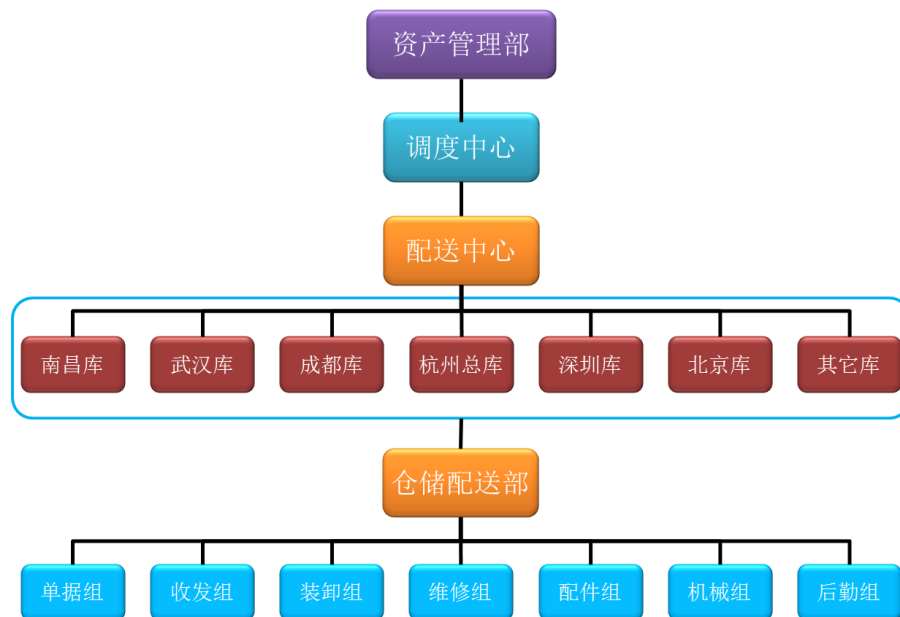 资产管理部
调度中心
配送中心
南昌库
武汉库
成都库
杭州总库
深圳库
北京库
其它库
仓储配送部
单据组
收发组
装卸组
维修组
配件组
机械组
后勤组